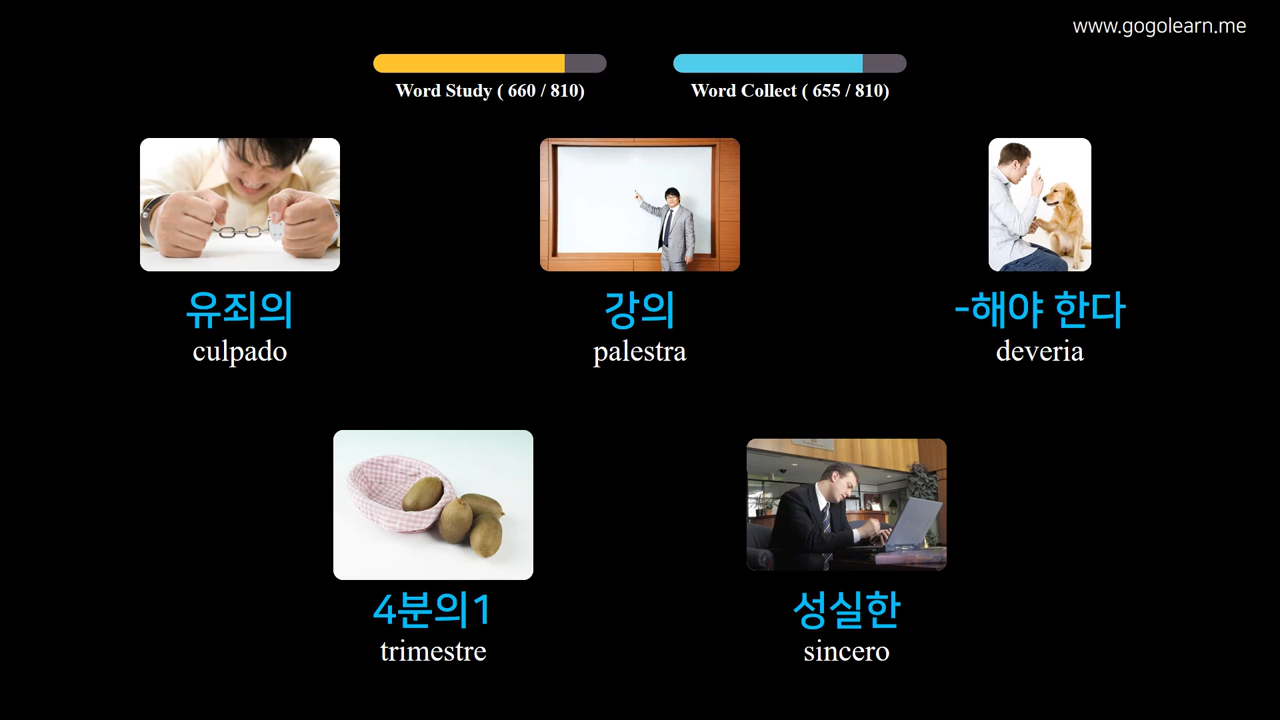 www.gogolearn.me
Word Study ( 660 / 810)
Word Collect ( 655 / 810)
유죄의
culpado
강의
palestra
-해야 한다
deveria
4분의1
trimestre
성실한
sincero